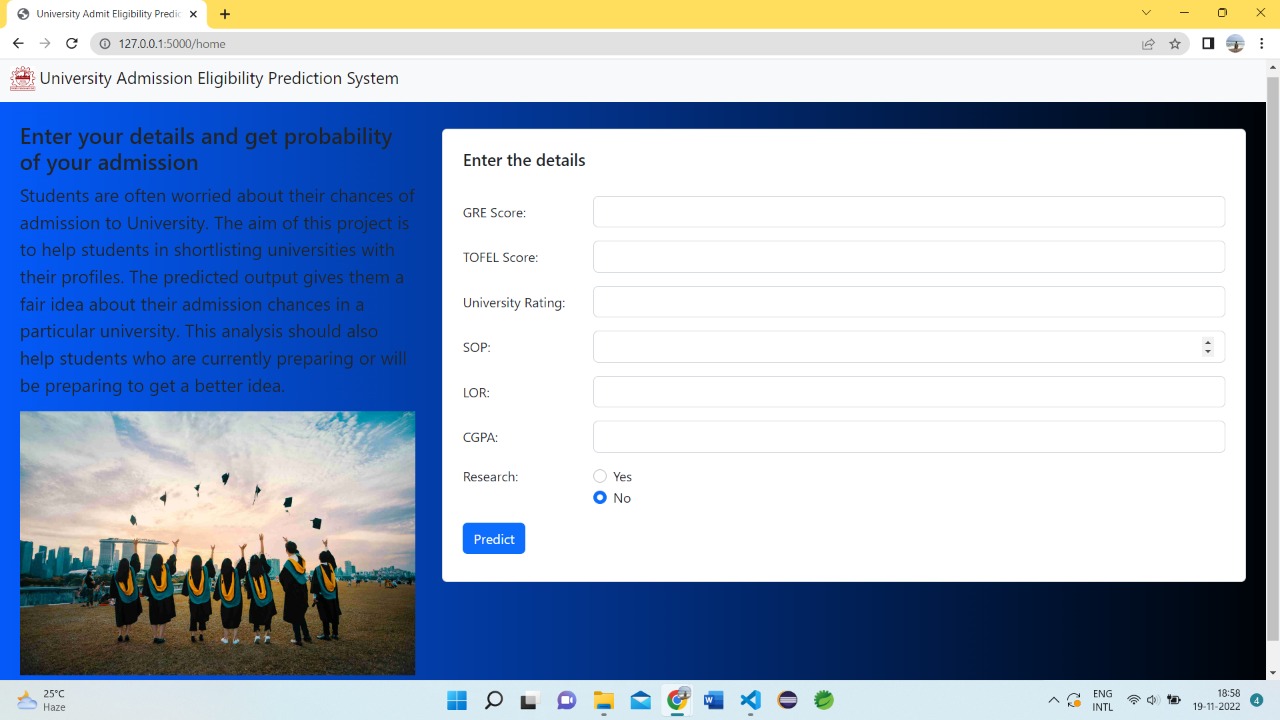 University Admit Eligibility Predic
127.0.0.1:5000/home
University Admission Eligibility Prediction System
Enter your details and get probability
of your admission
Students are often worried about their chances of
admission to University. The aim of this project is
to help students in shortlisting universities with
their profiles. The predicted output gives them a
fair idea about their admission chances in a
particular university. This analysis should also
help students who are currently preparing or will
be preparing to get a better idea.
Enter the details
GRE Score:
TOFEL Score:
University Rating:
SOP:
LOR:
CGPA:
Research:
Yes
No
Predict
25°C
Haze
ENG
INTL
18:58
19-11-2022
4